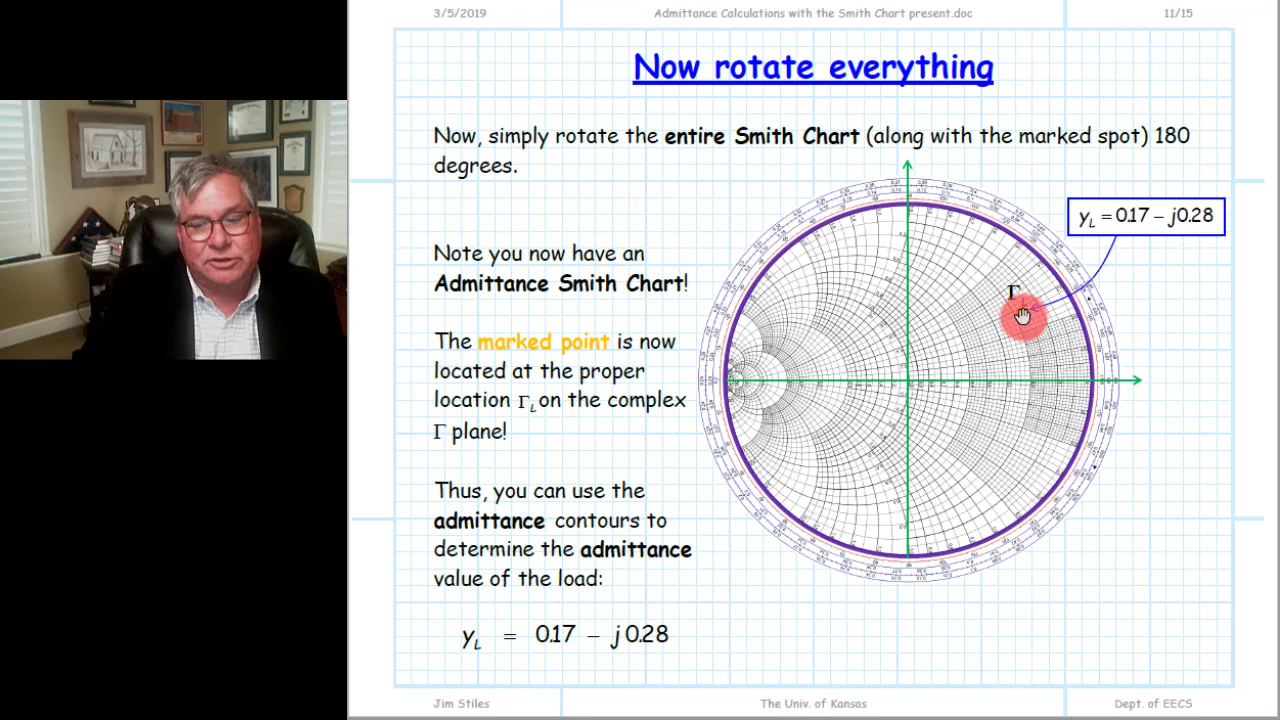 3/5/2019
Admittance Calculations with the Smith Chart present.doc
11/15
Now rotate everything
Now, simply rotate the entire Smith Chart (along with the marked spot) 180
degrees.
y_L = 0.17 – j0.28
Note you now have an
Admittance Smith Chart!
Γ
The marked point is now
located at the proper
location Γ_L on the complex
Γ plane!
Thus, you can use the
admittance contours to
determine the admittance
value of the load:
y_L = 0.17 – j 0.28
Jim Stiles
The Univ. of Kansas
Dept. of EECS